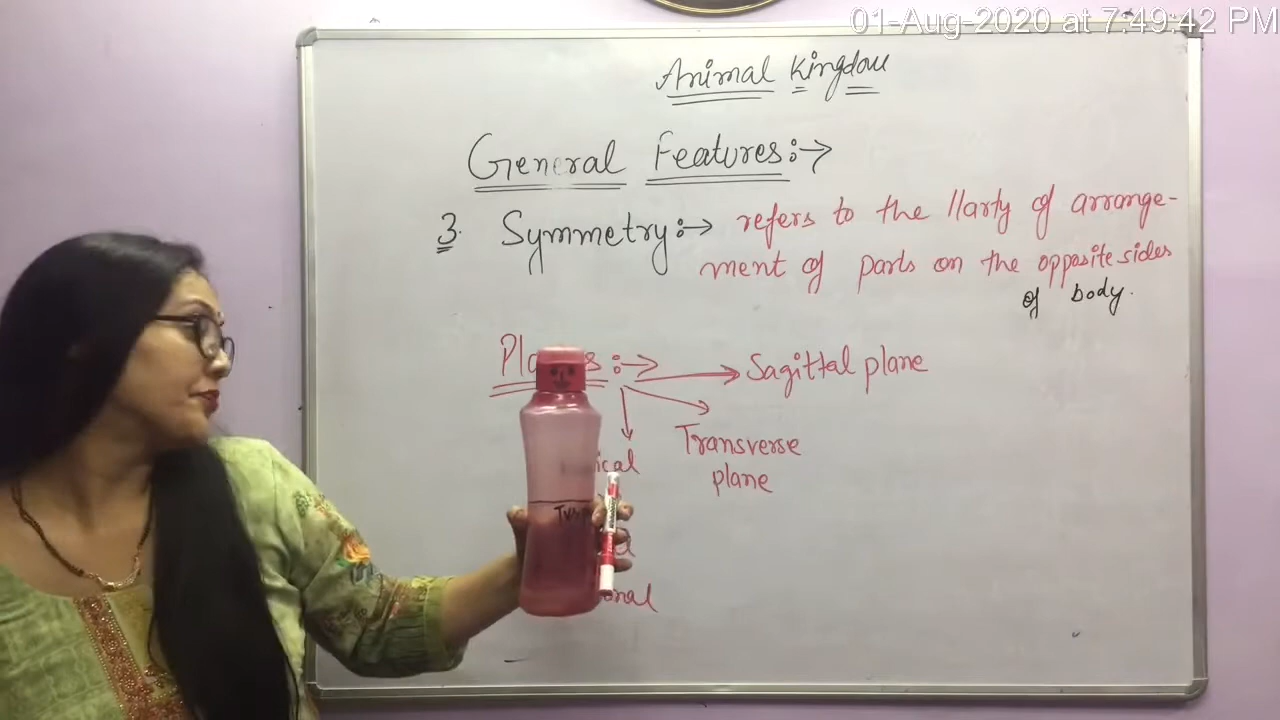 01-Aug-2020 at 7:49:42 PM
Animal Kingdom
General Features:→
3. Symmetry:→ refers to the llarty of arrange-
ment of parts on the opposite sides
of body.
:→ → Sagittal plane
Transverse
plane